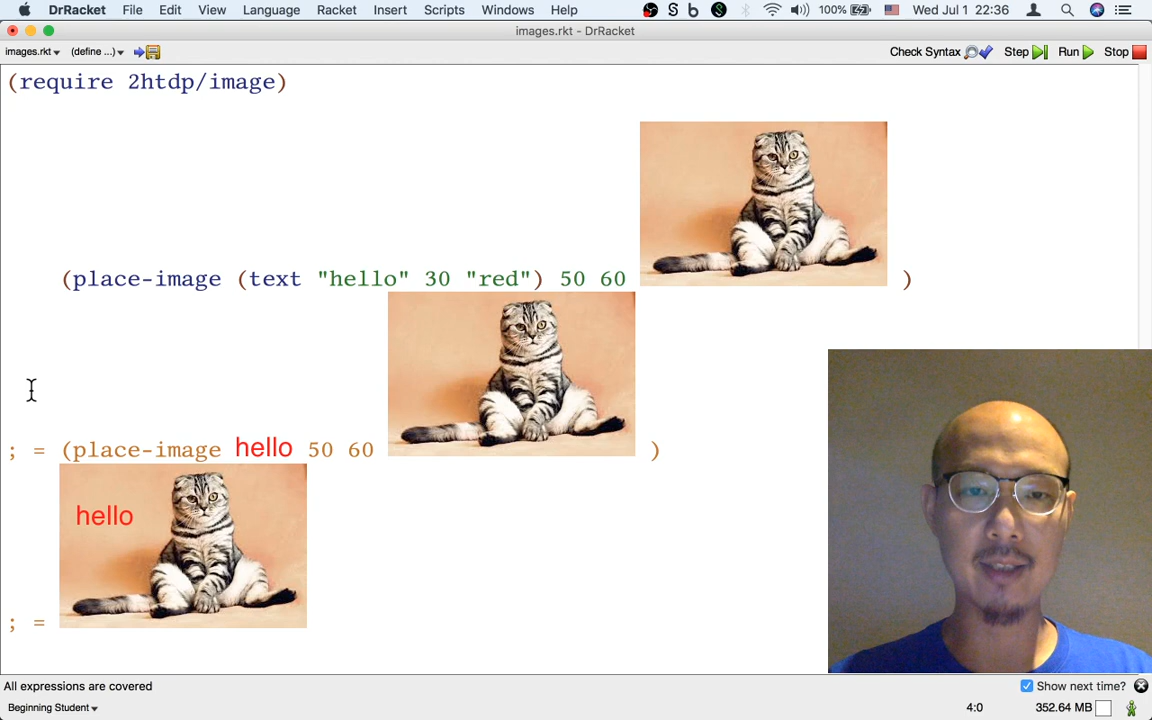 DrRacket File Edit View Language Racket Insert Scripts Windows Help 100% Wed Jul 1 22:36
images.rkt - DrRacket
images.rkt (define ...) Check Syntax Step Run Stop
(require 2htdp/image)
(place-image (text "hello" 30 "red") 50 60 )
; = (place-image hello 50 60 )
hello
; =
All expressions are covered Show next time?
Beginning Student 4:0 352.64 MB